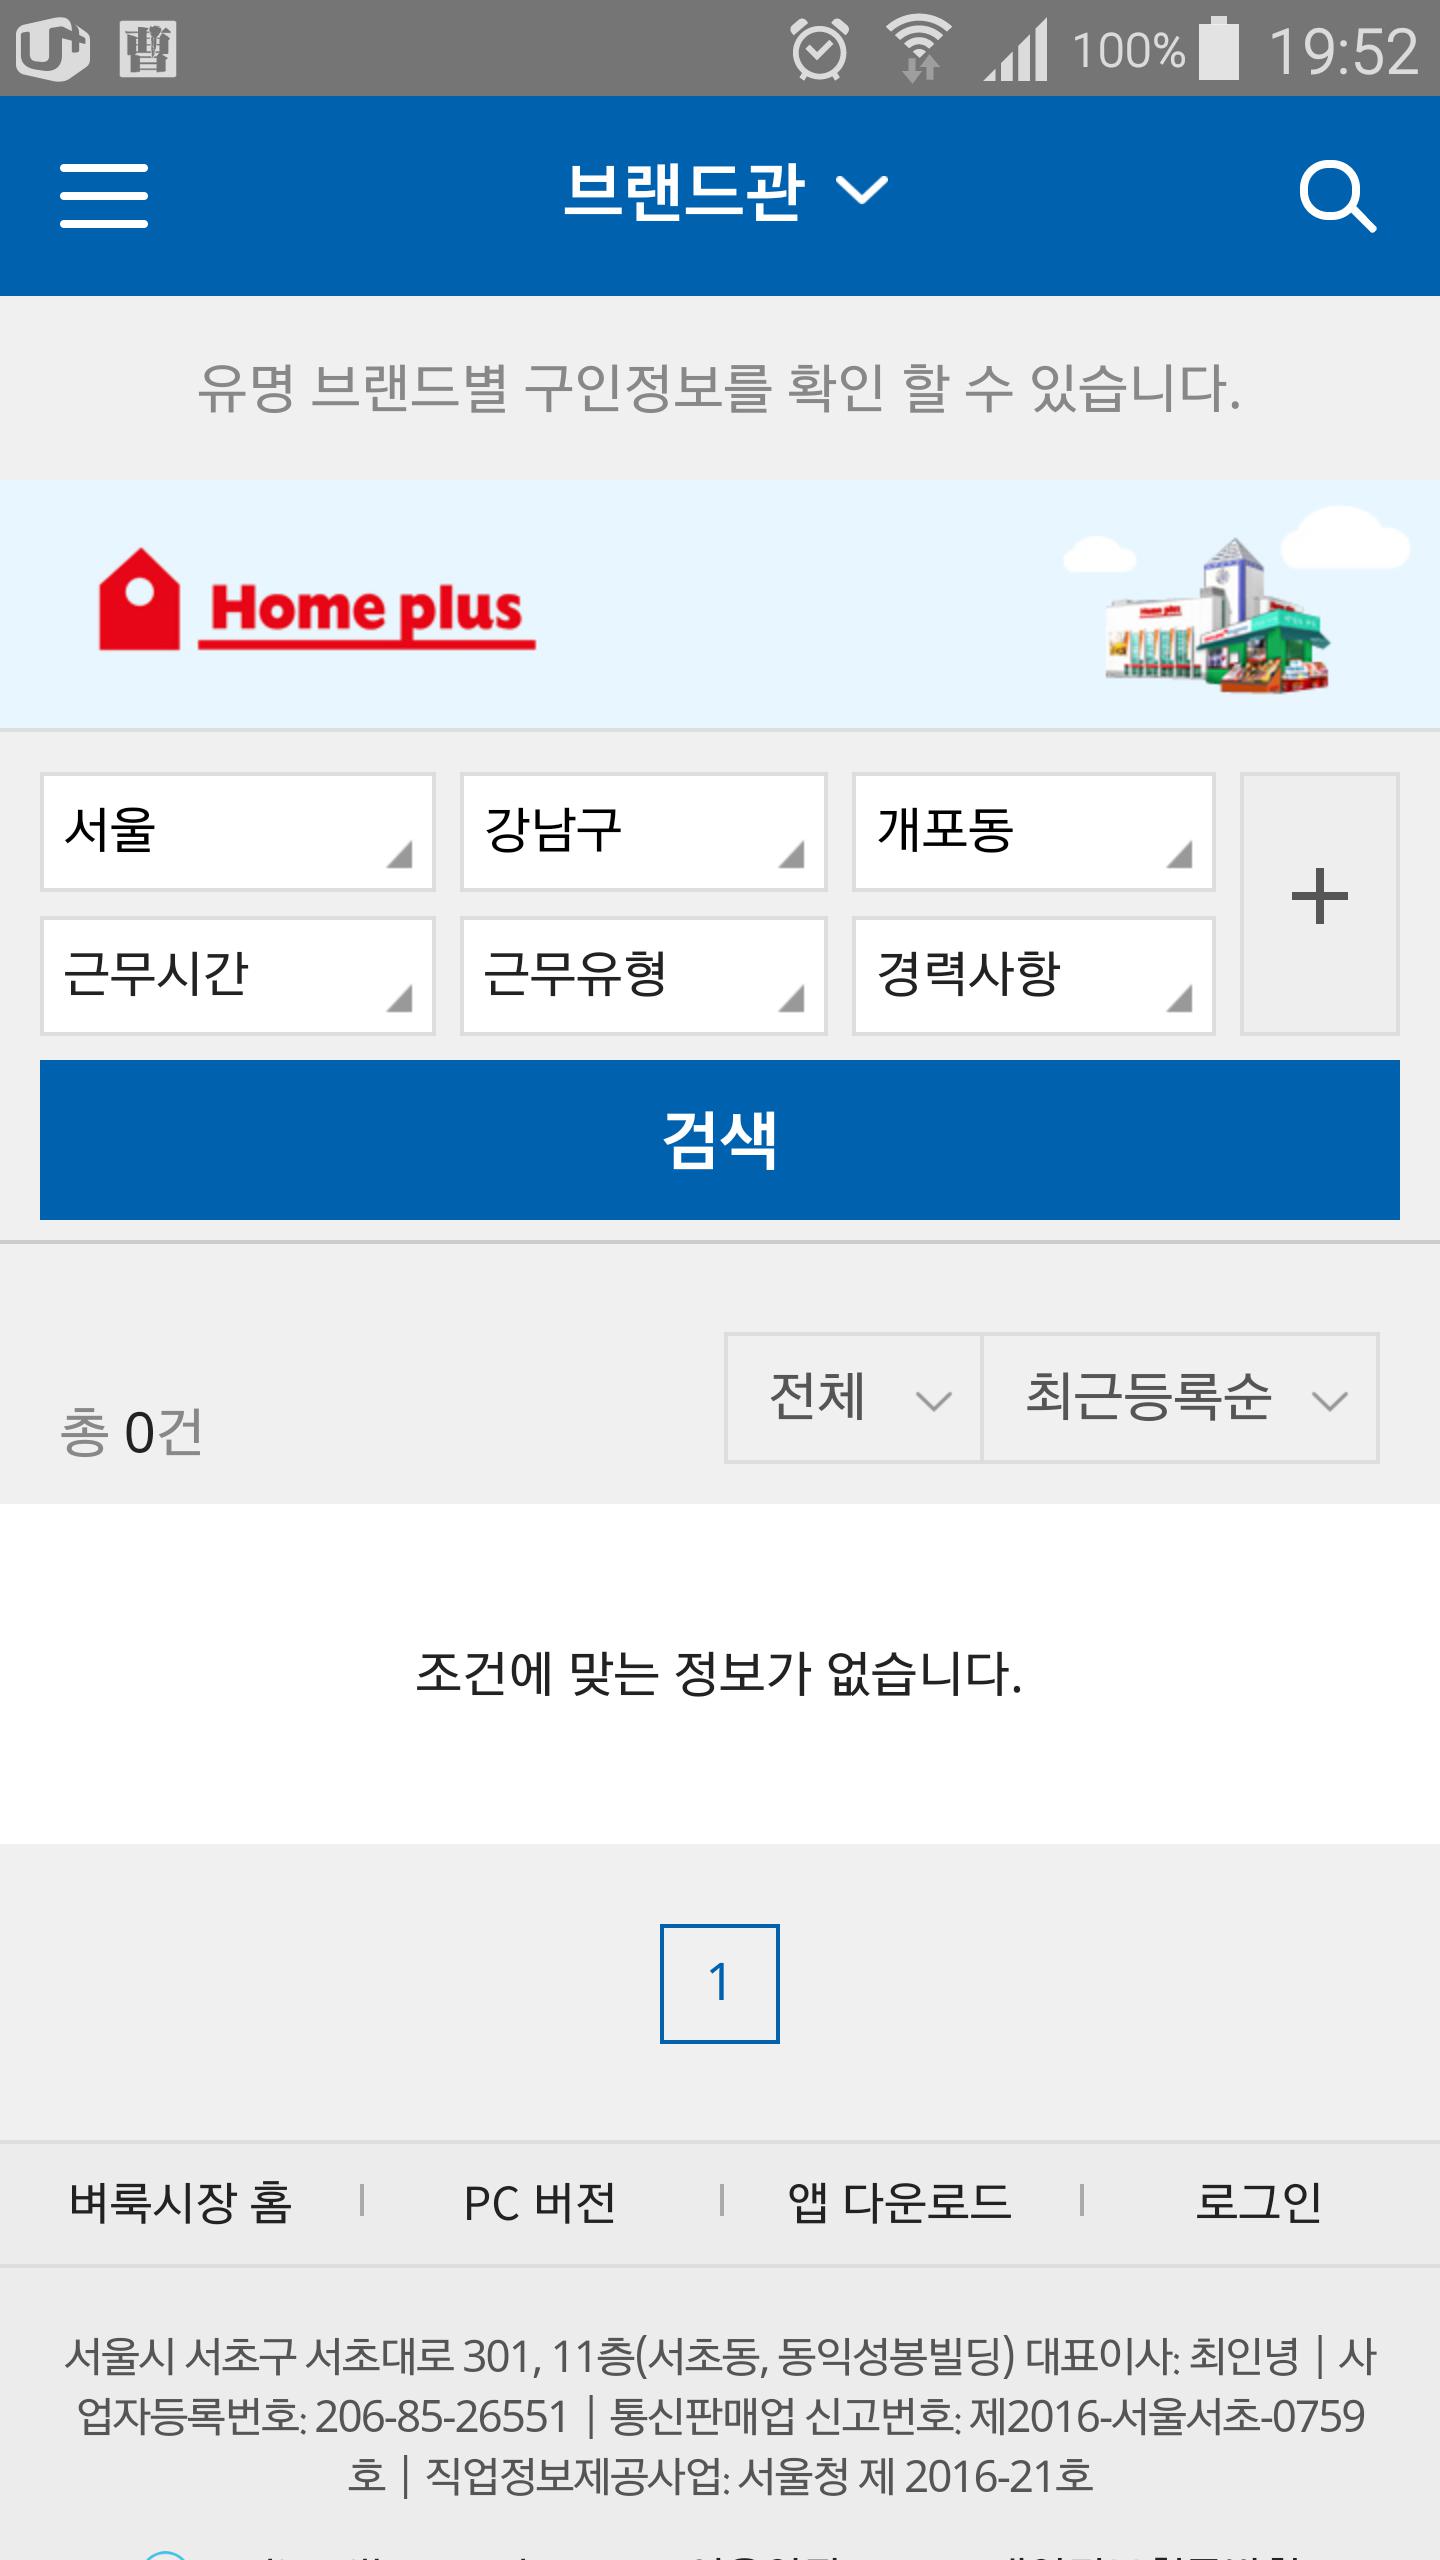 100% 19:52
브랜드관
유명 브랜드별 구인정보를 확인 할 수 있습니다.
Home plus
서울 강남구 개포동
근무시간 근무유형 경력사항
검색
총 0건 전체 최근등록순
조건에 맞는 정보가 없습니다.
1
벼룩시장 홈 PC 버전 앱 다운로드 로그인
서울시 서초구 서초대로 301, 11층(서초동, 동익성봉빌딩) 대표이사: 최인녕 | 사
업자등록번호: 206-85-26551 | 통신판매업 신고번호: 제2016-서울서초-0759
호 | 직업정보제공사업: 서울청 제 2016-21호